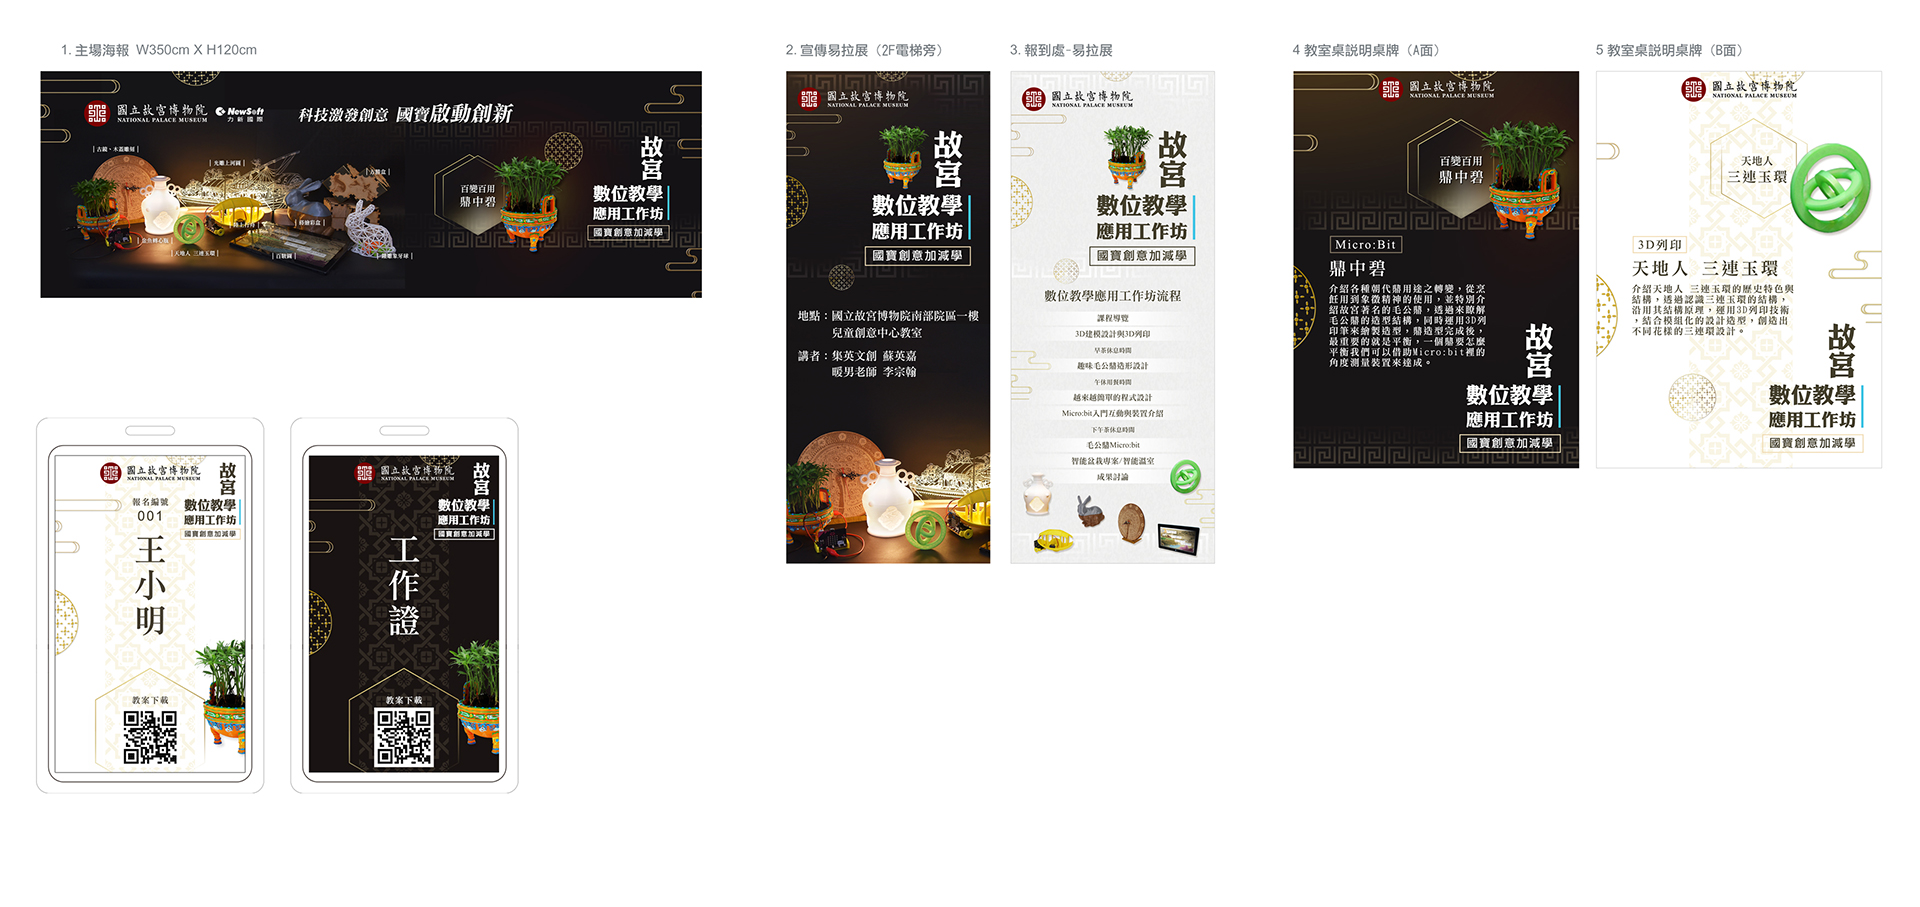 1. 主場海報 W350cm X H120cm
國立故宮博物院
NATIONAL PALACE MUSEUM
NewSoft
力新國際
科技激發創意 國寶啟動創新
古鏡・木蓋雕刻
光雕上河圖
天地人 三連玉環
百駿圖
百變百用
鼎中碧
故宮
數位教學
應用工作坊
國寶創意加減學
2. 宣傳易拉展（2F電梯旁）
國立故宮博物院
NATIONAL PALACE MUSEUM
故宮
數位教學
應用工作坊
國寶創意加減學
地點：國立故宮博物院南部院區一樓
兒童創意中心教室
講者：集英文創 蘇英嘉
暖男老師 李宗翰
3. 報到處-易拉展
國立故宮博物院
NATIONAL PALACE MUSEUM
故宮
數位教學
應用工作坊
國寶創意加減學
數位教學應用工作坊流程
課程導覽
3D建模設計與3D列印
早茶休息時間
趣味毛公鼎造形設計
午休用餐時間
越來越簡單的程式設計
Micro:bit入門互動與裝置介紹
下午茶休息時間
毛公鼎Micro:bit
智能盆栽專案/智能溫室
成果討論
4 教室桌說明桌牌（A面）
國立故宮博物院
NATIONAL PALACE MUSEUM
百變百用
鼎中碧
Micro:Bit
鼎中碧
介紹各種朝代鼎用途之轉變，從烹
飪用到象徵精神的使用，並特別介
紹故宮著名的毛公鼎，透過來瞭解
毛公鼎的造型結構，同時運用3D列
印筆來繪製造型，鼎造型完成後，
最重要的就是平衡，一個鼎要怎麼
平衡我們可以借助Micro:bit裡的
角度測量裝置來達成。
故宮
數位教學
應用工作坊
國寶創意加減學
5 教室桌說明桌牌（B面）
國立故宮博物院
NATIONAL PALACE MUSEUM
天地人
三連玉環
3D列印
天地人 三連玉環
介紹天地人 三連玉環的歷史特色與
結構，透過認識三連玉環的結構，
沿用其結構原理，運用3D列印技術
，結合模組化的設計造型，創造出
不同花樣的三連環設計。
故宮
數位教學
應用工作坊
國寶創意加減學
國立故宮博物院
NATIONAL PALACE MUSEUM
故宮
數位教學
應用工作坊
國寶創意加減學
報名編號
001
王小明
教案下載
國立故宮博物院
NATIONAL PALACE MUSEUM
故宮
數位教學
應用工作坊
國寶創意加減學
工作證
教案下載